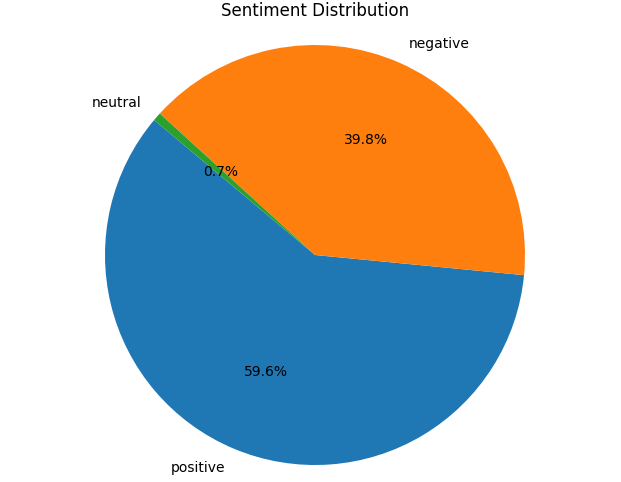 Sentiment Distribution
negative
neutral
39.8%
0.7%
59.6%
positive